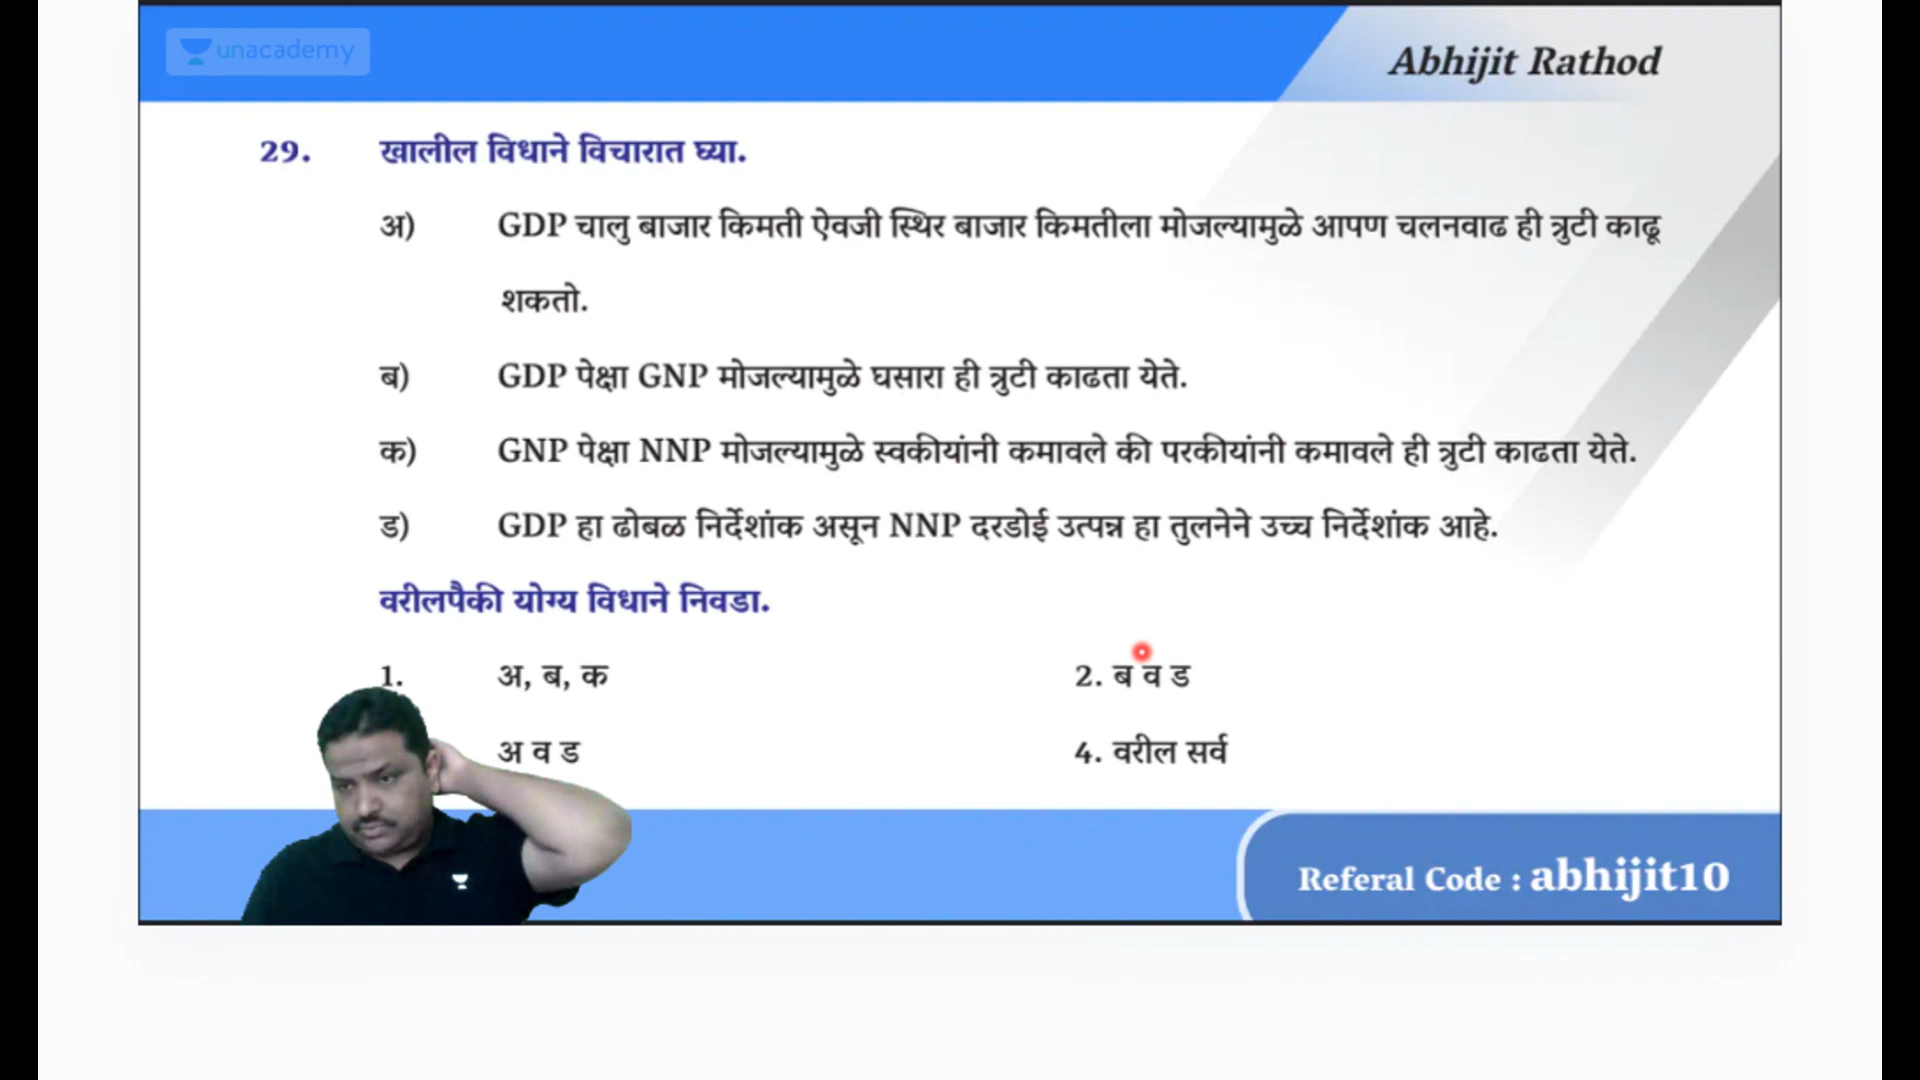 unacademy
Abhijit Rathod
29. खालील विधाने विचारात घ्या.
अ) GDP चालु बाजार किमती ऐवजी स्थिर बाजार किमतीला मोजल्यामुळे आपण चलनवाढ ही त्रुटी काढू
शकतो.
ब) GDP पेक्षा GNP मोजल्यामुळे घसारा ही त्रुटी काढता येते.
क) GNP पेक्षा NNP मोजल्यामुळे स्वकीयांनी कमावले की परकीयांनी कमावले ही त्रुटी काढता येते.
ड) GDP हा ढोबळ निर्देशांक असून NNP दरडोई उत्पन्न हा तुलनेने उच्च निर्देशांक आहे.
वरीलपैकी योग्य विधाने निवडा.
1. अ, ब, क 2. ब व ड
अ व ड 4. वरील सर्व
Referal Code : abhijit10